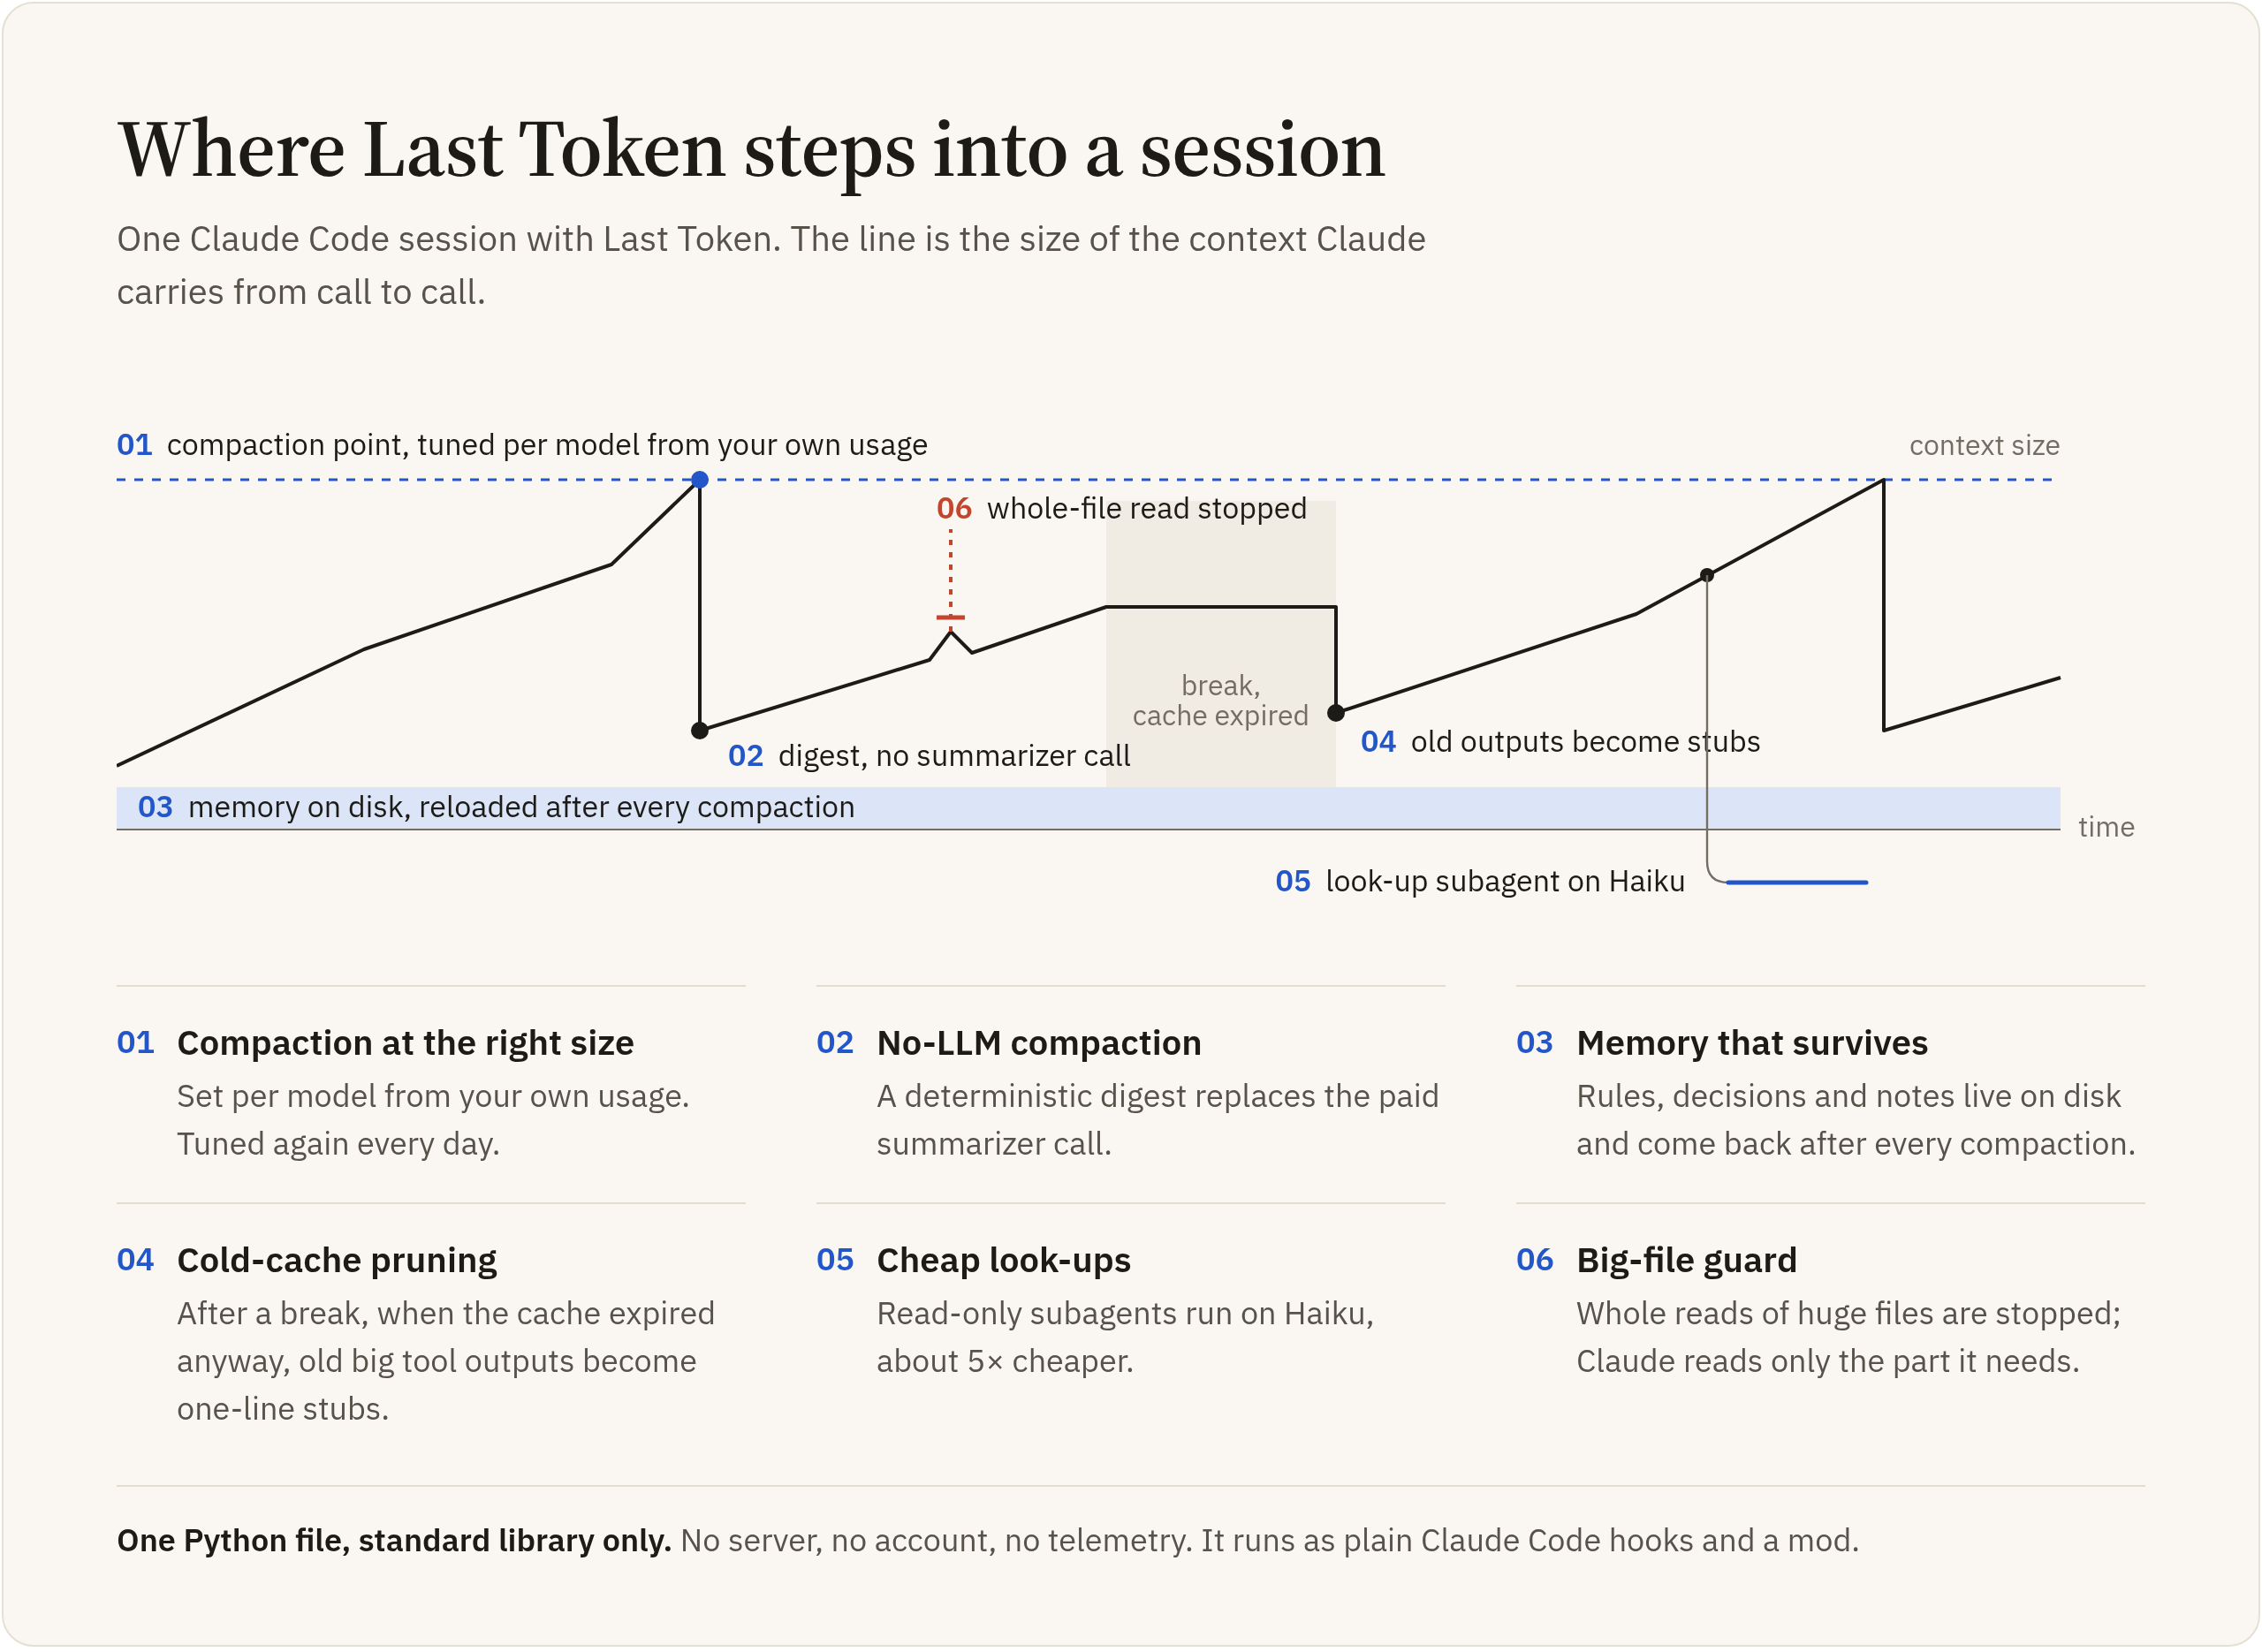 Where Last Token steps into a session
One Claude Code session with Last Token. The line is the size of the context Claude
carries from call to call.
01 compaction point, tuned per model from your own usage
context size
06 whole-file read stopped
break,
cache expired
02 digest, no summarizer call
04 old outputs become stubs
03 memory on disk, reloaded after every compaction
time
05 look-up subagent on Haiku
01 Compaction at the right size
Set per model from your own usage.
Tuned again every day.
02 No-LLM compaction
A deterministic digest replaces the paid
summarizer call.
03 Memory that survives
Rules, decisions and notes live on disk
and come back after every compaction.
04 Cold-cache pruning
After a break, when the cache expired
anyway, old big tool outputs become
one-line stubs.
05 Cheap look-ups
Read-only subagents run on Haiku,
about 5× cheaper.
06 Big-file guard
Whole reads of huge files are stopped;
Claude reads only the part it needs.
One Python file, standard library only. No server, no account, no telemetry. It runs as plain Claude Code hooks and a mod.